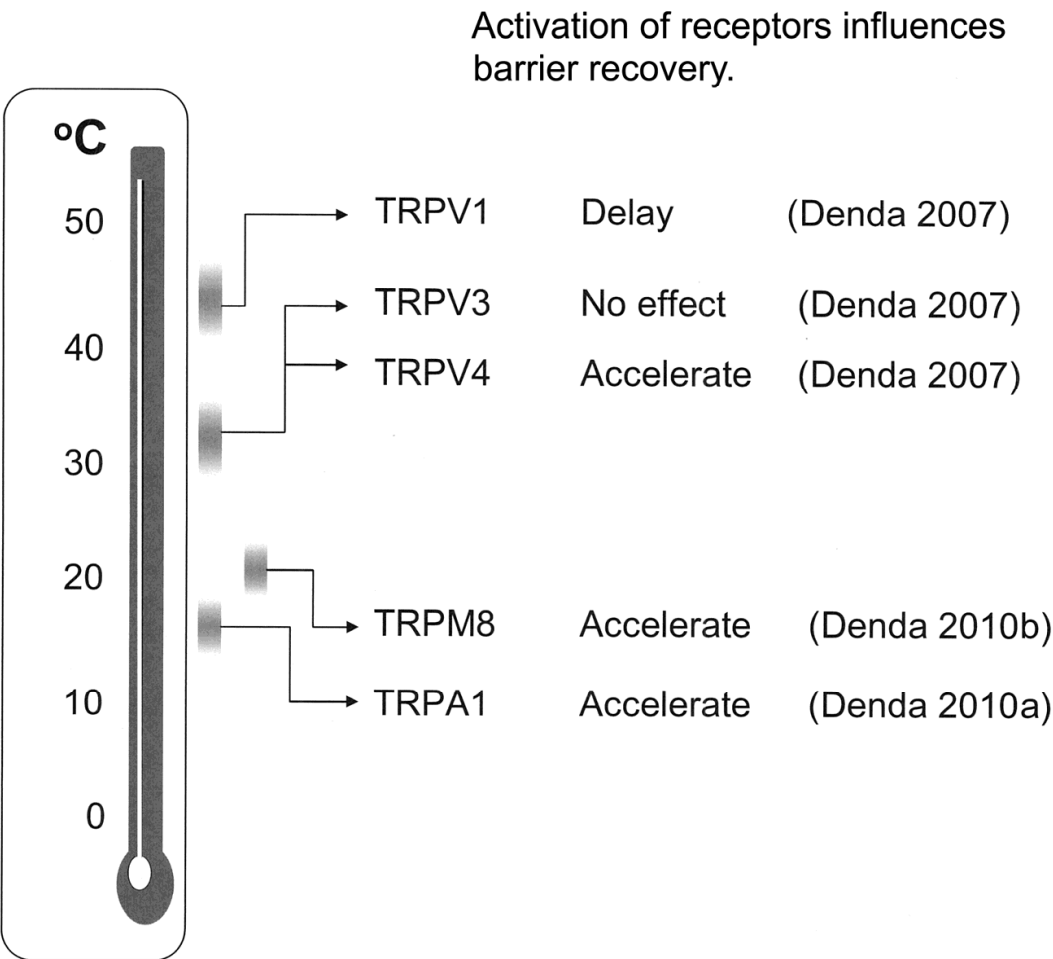 Activation of receptors influences
barrier recovery.
°C
50
TRPV1 Delay (Denda 2007)
TRPV3 No effect (Denda 2007)
40
TRPV4 Accelerate (Denda 2007)
30
20
TRPM8 Accelerate (Denda 2010b)
10
TRPA1 Accelerate (Denda 2010a)
0